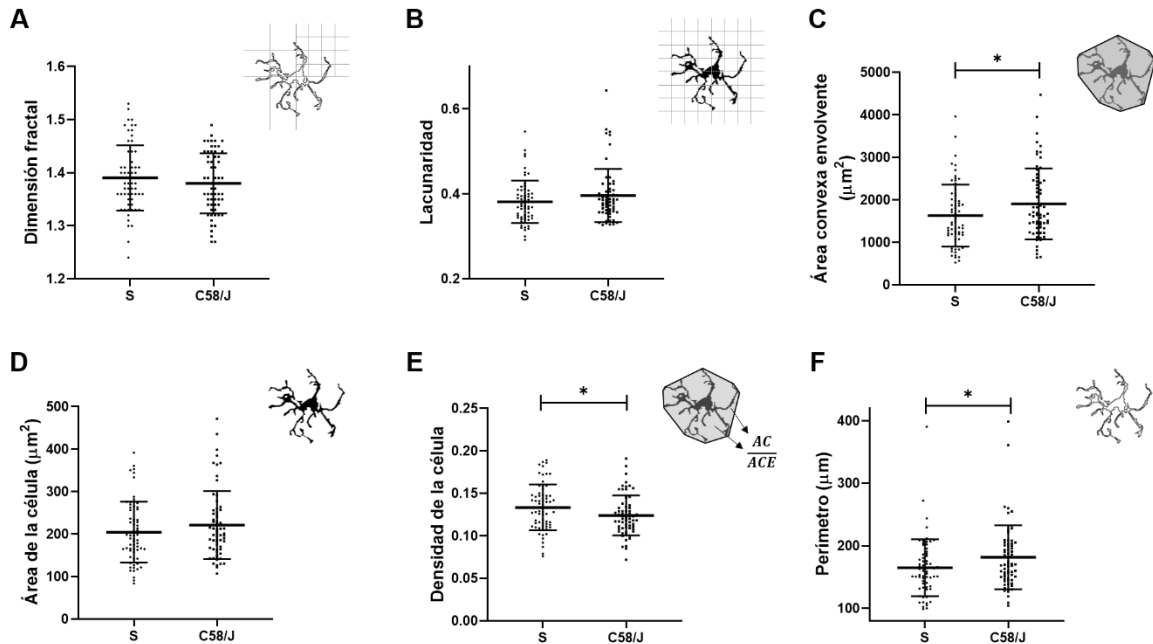 A
Dimensión fractal
1.6
1.5
1.4
1.3
1.2
S C58/J
B
Lacunaridad
0.6
0.4
0.2
S C58/J
C
Área convexa envolvente
(µm²)
5000
4000
3000
2000
1000
0
*
S C58/J
D
Área de la célula (µm²)
500
400
300
200
100
0
S C58/J
E
Densidad de la célula
0.25
0.20
0.15
0.10
0.05
0.00
*
AC
ACE
S C58/J
F
Perímetro (µm)
400
300
200
100
*
S C58/J